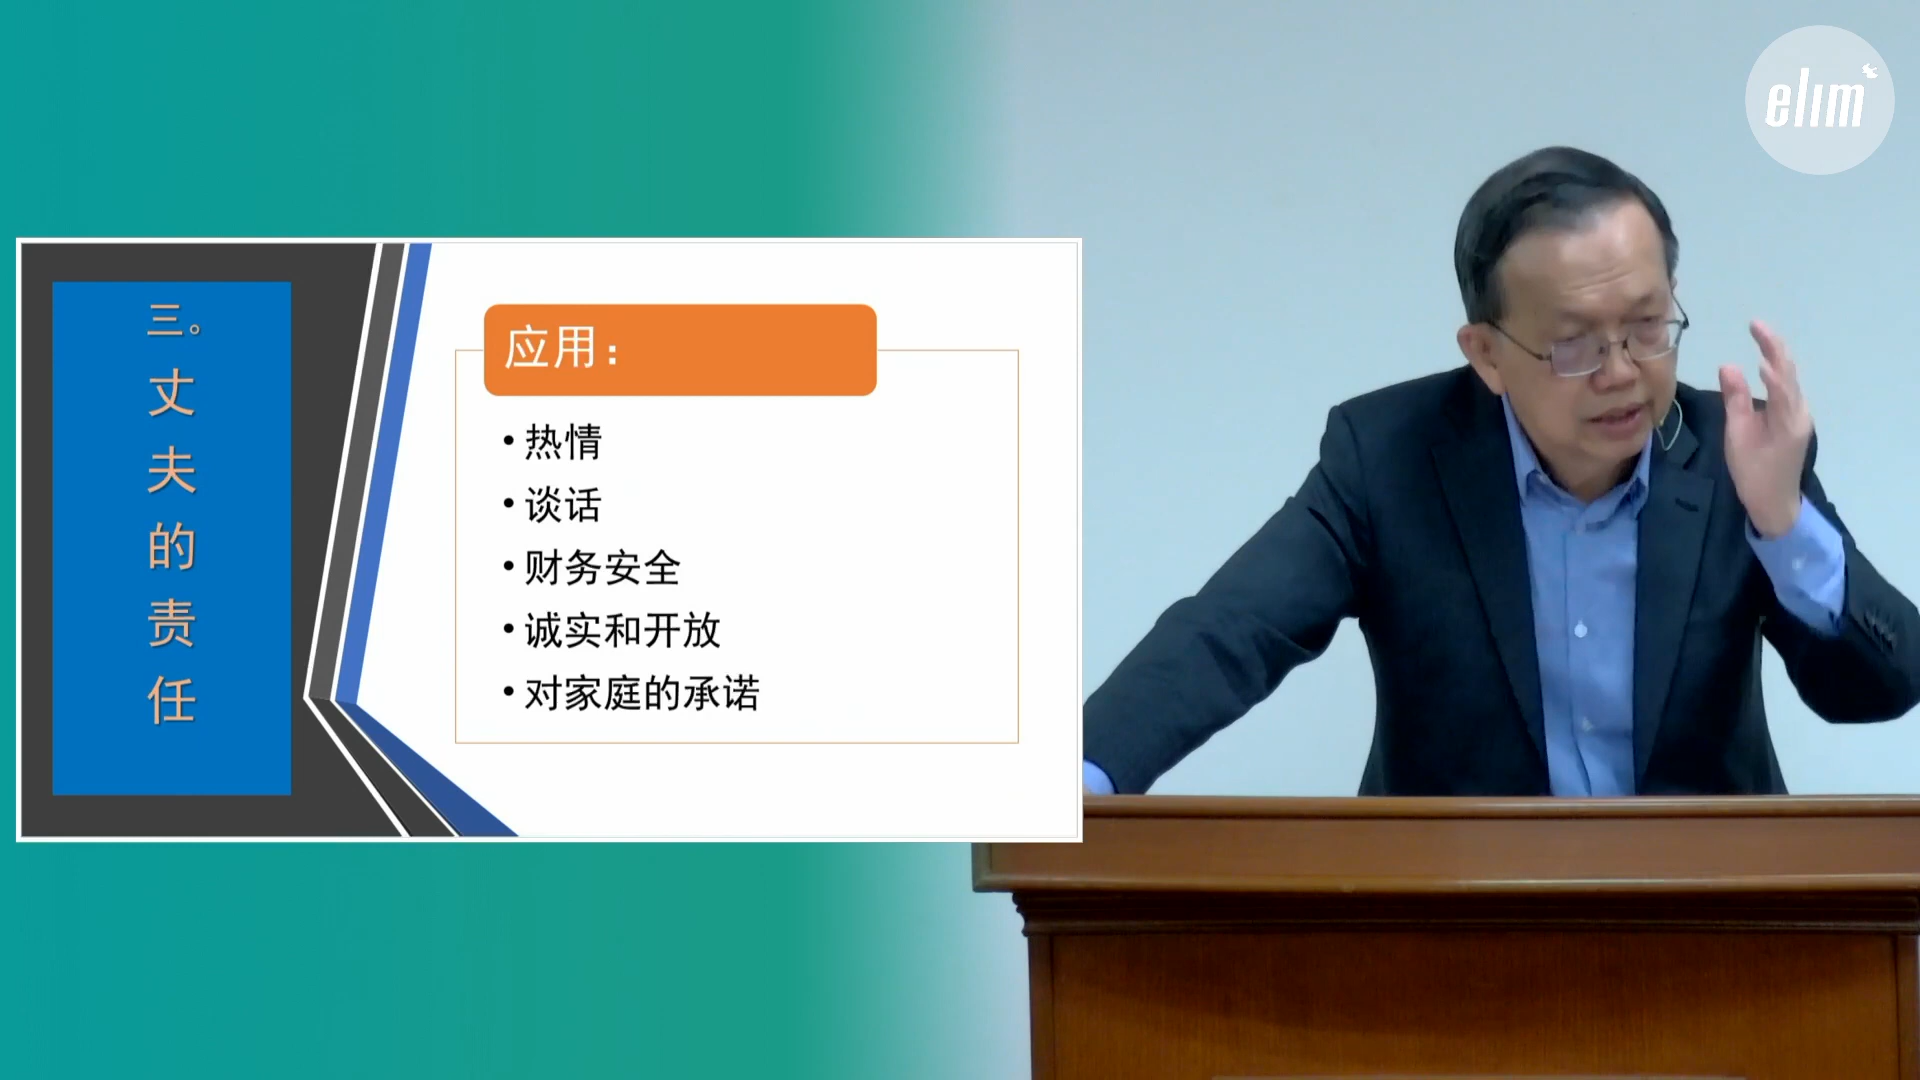 三。
丈
夫
的
责
任
应用：
• 热情
• 谈话
• 财务安全
• 诚实和开放
• 对家庭的承诺
elim